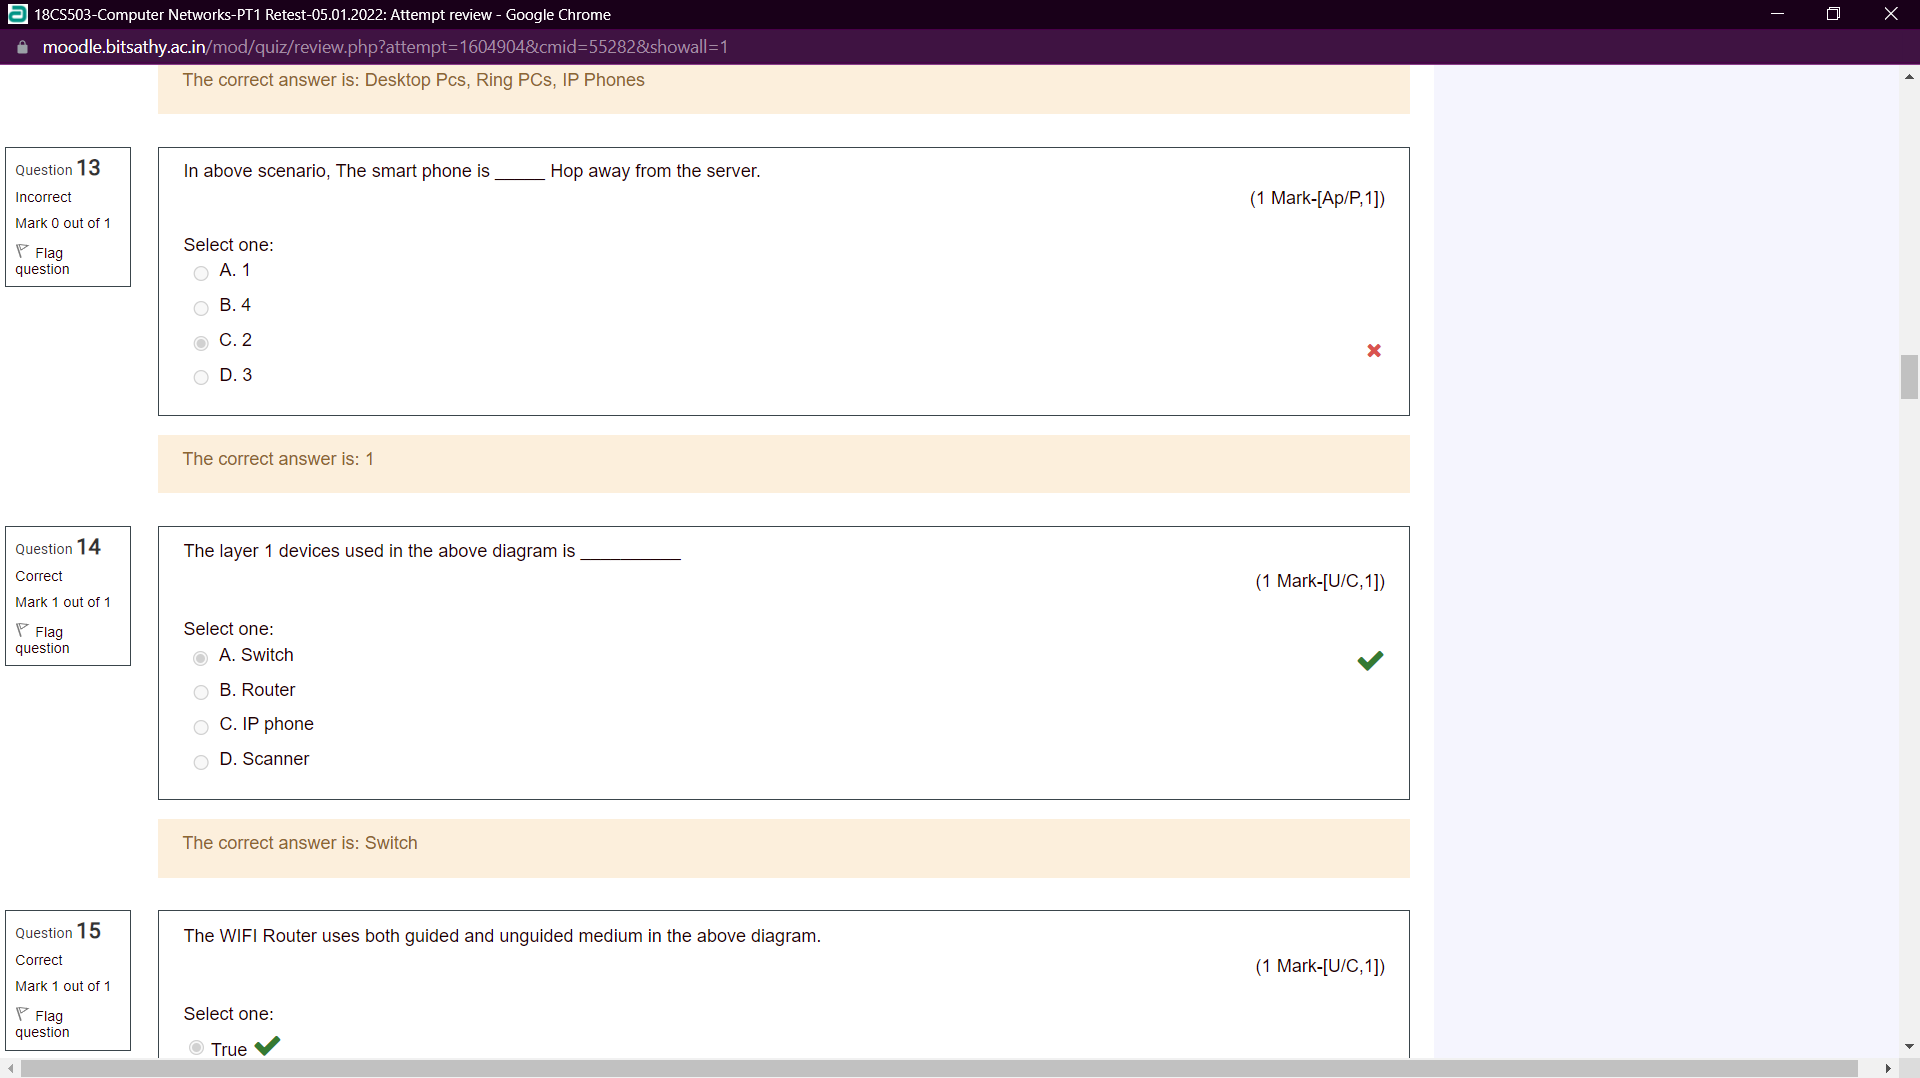 18CS503-Computer Networks-PT1 Retest-05.01.2022: Attempt review - Google Chrome
moodle.bitsathy.ac.in/mod/quiz/review.php?attempt=1604904&cmid=55282&showall=1
The correct answer is: Desktop Pcs, Ring PCs, IP Phones
Question 13
Incorrect
Mark 0 out of 1
Flag question
In above scenario, The smart phone is _____ Hop away from the server.
(1 Mark-[Ap/P,1])
Select one:
A. 1
B. 4
C. 2
D. 3
The correct answer is: 1
Question 14
Correct
Mark 1 out of 1
Flag question
The layer 1 devices used in the above diagram is __________
(1 Mark-[U/C,1])
Select one:
A. Switch
B. Router
C. IP phone
D. Scanner
The correct answer is: Switch
Question 15
Correct
Mark 1 out of 1
Flag question
The WIFI Router uses both guided and unguided medium in the above diagram.
(1 Mark-[U/C,1])
Select one:
True